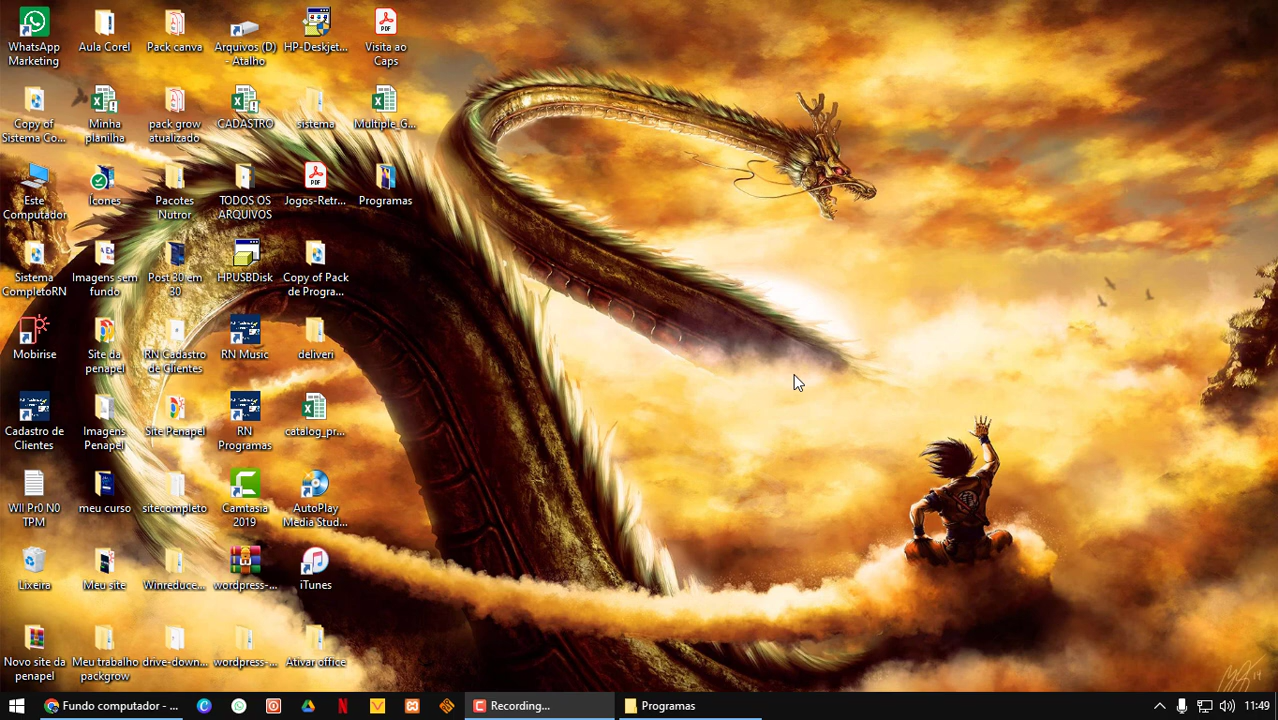 WhatsApp
Marketing
Aula Corel
Pack canva
Arquivos (D)
- Atalho
HP-Deskjet...
Visita ao
Caps
Copy of
Sistema Co...
Minha
planilha
pack grow
atualizado
CADASTRO
sistema
Multiple_G...
Este
Computador
Icones
Pacotes
Nutror
TODOS OS
ARQUIVOS
Jogos-Retr...
Programas
Sistema
CompletoRN
Imagens sem
fundo
Post 30 em
30
HPUSBDisk
Copy of Pack
de Progra...
Mobirise
Site da
penapel
RN Cadastro
de Clientes
RN Music
deliveri
Cadastro de
Clientes
Imagens
Penapel
Site Penapel
RN
Programas
catalog_pr...
WII Pr0 N0
TPM
meu curso
sitecompleto
Camtasia
2019
AutoPlay
Media Stud...
Lixeira
Meu site
Winreduce...
wordpress-...
iTunes
Novo site da
penapel
Meu trabalho
packgrow
drive-down...
wordpress-...
Ativar office
Fundo computador - ...
Recording...
Programas
11:49